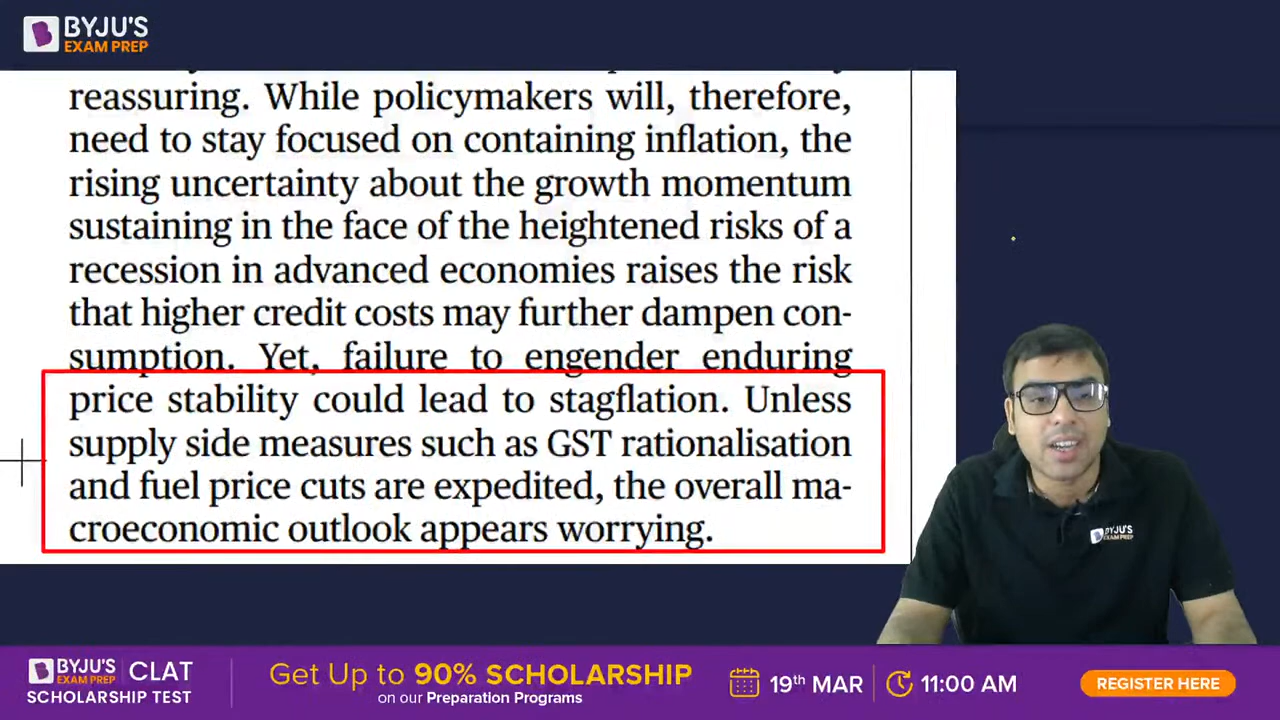 BYJU'S
EXAM PREP
reassuring. While policymakers will, therefore,
need to stay focused on containing inflation, the
rising uncertainty about the growth momentum
sustaining in the face of the heightened risks of a
recession in advanced economies raises the risk
that higher credit costs may further dampen con-
sumption. Yet, failure to engender enduring
price stability could lead to stagflation. Unless
supply side measures such as GST rationalisation
and fuel price cuts are expedited, the overall ma-
croeconomic outlook appears worrying.
BYJU'S
EXAM PREP
BYJU'S
EXAM PREP
CLAT
SCHOLARSHIP TEST
Get Up to 90% SCHOLARSHIP
on our Preparation Programs
19th MAR
11:00 AM
REGISTER HERE